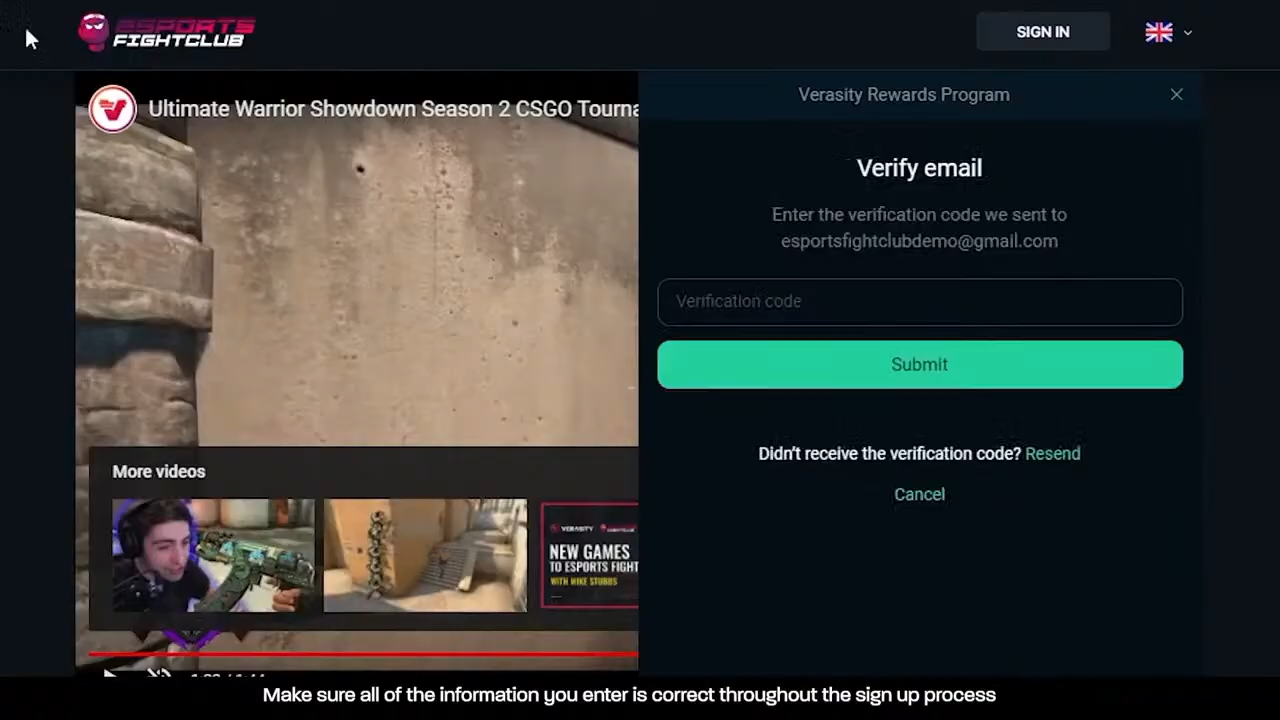 ESPORTS
FIGHTCLUB
SIGN IN
Ultimate Warrior Showdown Season 2 CSGO Tourna
Verasity Rewards Program
Verify email
Enter the verification code we sent to
esportsfightclubdemo@gmail.com
Verification code
Submit
Didn't receive the verification code? Resend
Cancel
More videos
VERASITY
NEW GAMES
TO ESPORTS FIGHT
WITH MIKE STUBBS
Make sure all of the information you enter is correct throughout the sign up process